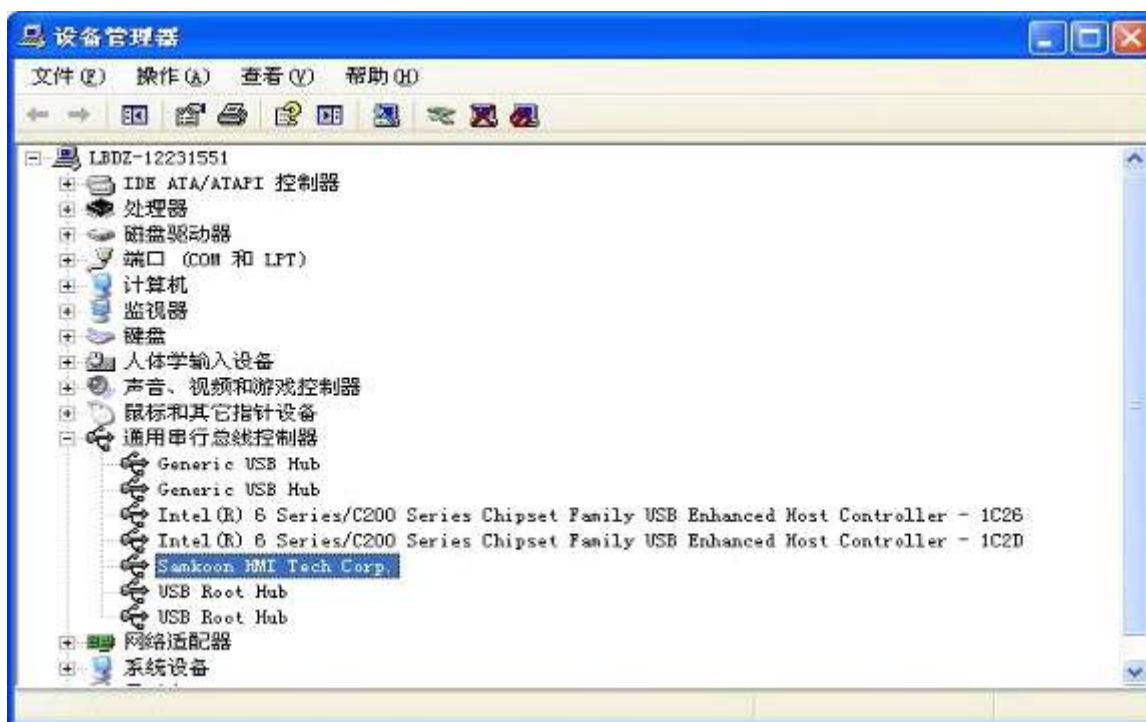 设备管理器
文件(F) 操作(A) 查看(V) 帮助(H)
LBDZ-12231551
IDE ATA/ATAPI 控制器
处理器
磁盘驱动器
端口 (COM 和 LPT)
计算机
监视器
键盘
人体学输入设备
声音、视频和游戏控制器
鼠标和其它指针设备
通用串行总线控制器
Generic USB Hub
Generic USB Hub
Intel(R) 6 Series/C200 Series Chipset Family USB Enhanced Host Controller - 1C26
Intel(R) 6 Series/C200 Series Chipset Family USB Enhanced Host Controller - 1C2D
Samkoon HMI Tech Corp.
USB Root Hub
USB Root Hub
网络适配器
系统设备